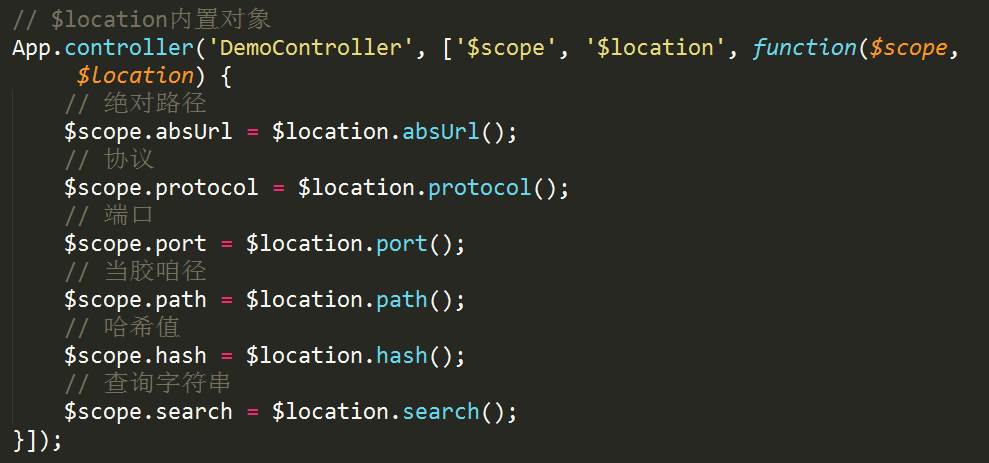 // $location内置对象
App.controller('DemoController', ['$scope', '$location', function($scope,
$location) {
// 绝对路径
$scope.absUrl = $location.absUrl();
// 协议
$scope.protocol = $location.protocol();
// 端口
$scope.port = $location.port();
// 当胶咱径
$scope.path = $location.path();
// 哈希值
$scope.hash = $location.hash();
// 查询字符串
$scope.search = $location.search();
}]);